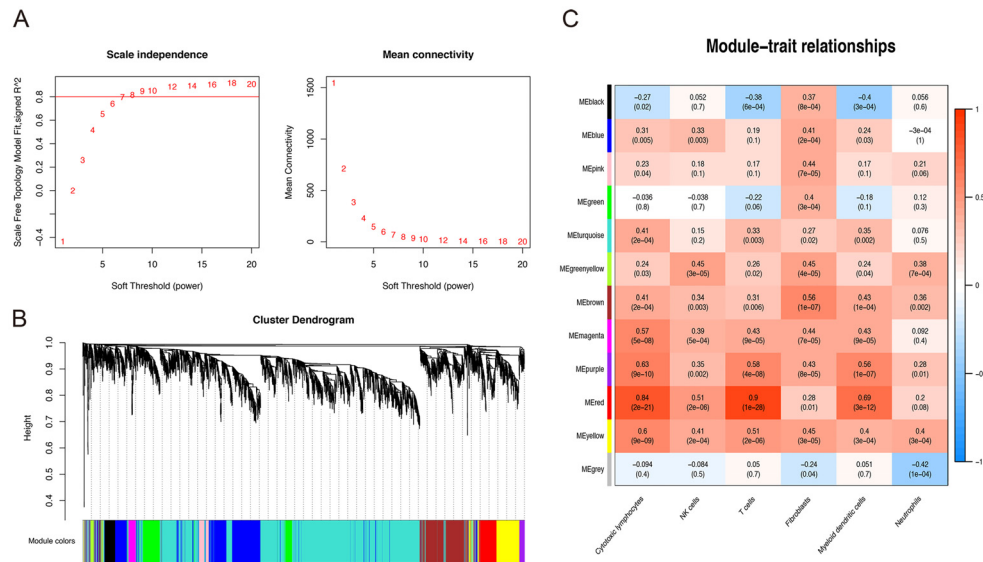 A
Scale independence
Scale Free Topology Model Fit,signed R^2
0.8
0.6
0.4
0.2
0.0
−0.4
1
2
3
4
5
6
7
8
9
10
12
14
16
18
20
5
10
15
20
Soft Threshold (power)
Mean connectivity
Mean Connectivity
1500
1000
500
0
1
2
3
4
5
6
7
8
9
10
12
14
16
18
20
5
10
15
20
Soft Threshold (power)
B
Cluster Dendrogram
Height
1.0
0.9
0.8
0.7
0.6
0.5
0.4
Module colors
C
Module−trait relationships
MEblack −0.27 0.052 −0.38 0.37 −0.4 0.056
(0.02) (0.7) (6e−04) (8e−04) (3e−04) (0.6)
MEblue 0.31 0.33 0.19 0.41 0.24 −3e−04
(0.005) (0.003) (0.1) (2e−04) (0.03) (1)
MEpink 0.23 0.18 0.17 0.44 0.17 0.21
(0.04) (0.1) (0.1) (7e−05) (0.1) (0.06)
MEgreen −0.036 −0.038 −0.22 0.4 −0.18 0.12
(0.8) (0.7) (0.06) (3e−04) (0.1) (0.3)
MEturquoise 0.41 0.15 0.33 0.27 0.35 0.076
(2e−04) (0.2) (0.003) (0.02) (0.002) (0.5)
MEgreenyellow 0.24 0.45 0.26 0.45 0.24 0.38
(0.03) (3e−05) (0.02) (4e−05) (0.04) (7e−04)
MEbrown 0.41 0.34 0.31 0.56 0.43 0.36
(2e−04) (0.003) (0.006) (1e−07) (1e−04) (0.002)
MEmagenta 0.57 0.39 0.43 0.44 0.43 0.092
(5e−08) (5e−04) (9e−05) (7e−05) (9e−05) (0.4)
MEpurple 0.63 0.35 0.58 0.43 0.56 0.28
(9e−10) (0.002) (4e−08) (8e−05) (1e−07) (0.01)
MEred 0.84 0.51 0.9 0.28 0.69 0.2
(2e−21) (2e−06) (1e−28) (0.01) (3e−12) (0.08)
MEyellow 0.6 0.41 0.51 0.45 0.4 0.4
(9e−09) (2e−04) (2e−06) (3e−05) (3e−04) (3e−04)
MEgrey −0.094 −0.084 0.05 −0.24 0.051 −0.42
(0.4) (0.5) (0.7) (0.04) (0.7) (1e−04)
Cytotoxic lymphocytes
NK cells
T cells
Fibroblasts
Myeloid dendritic cells
Neutrophils
1
0.5
0
−0.5
−1